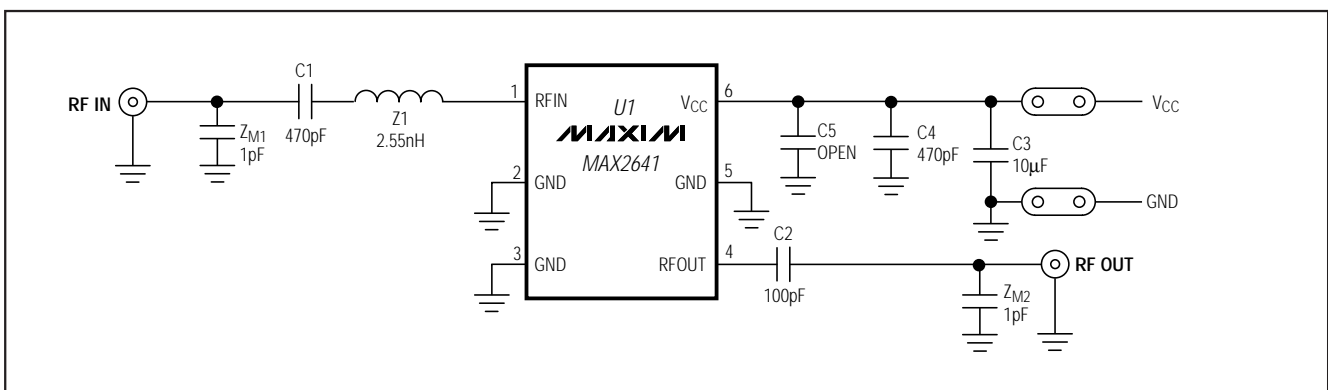 RF IN
ZM1
1pF
C1
470pF
Z1
2.55nH
1
RFIN
U1
MAXIM
MAX2641
2
GND
3
GND
VCC
6
GND
5
RFOUT
4
C5
OPEN
C4
470pF
C3
10μF
VCC
GND
C2
100pF
ZM2
1pF
RF OUT